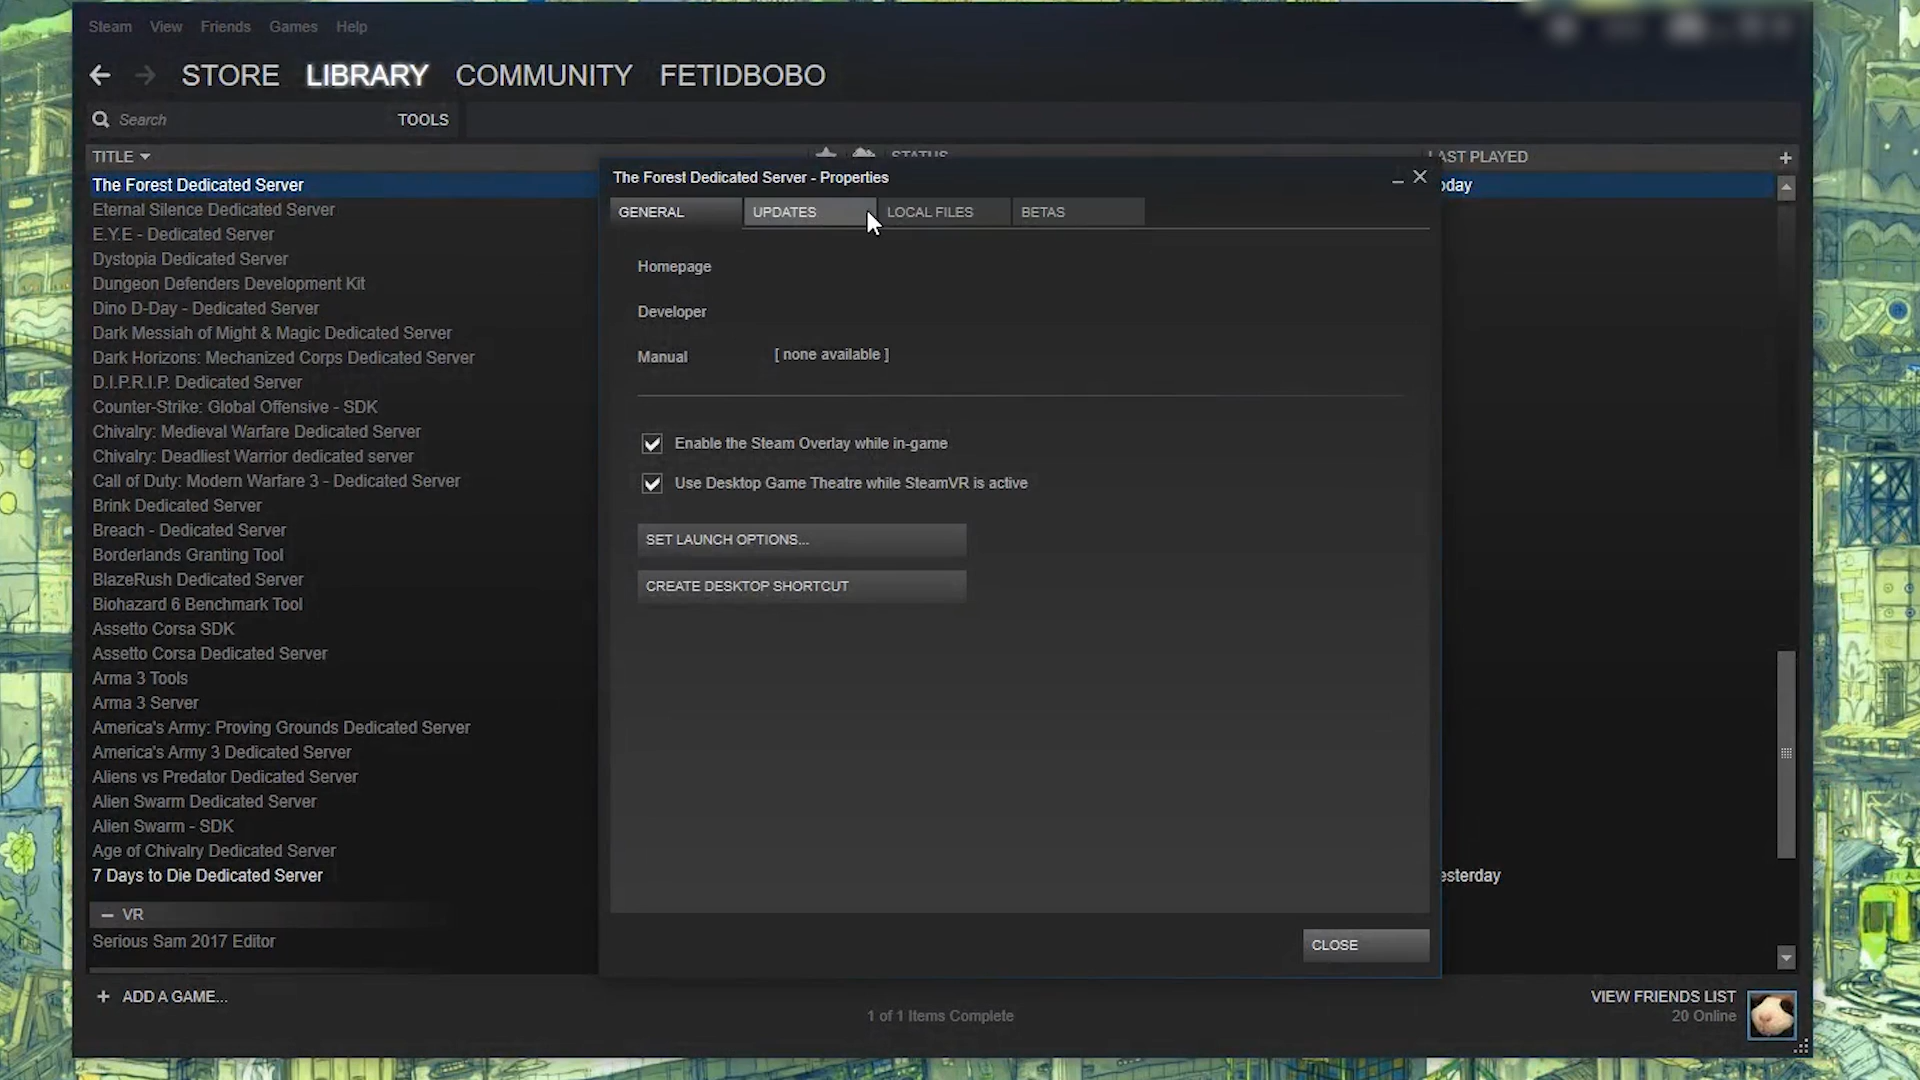 Steam View Friends Games Help
STORE LIBRARY COMMUNITY FETIDBOBO
Search TOOLS
TITLE STATUS LAST PLAYED
The Forest Dedicated Server
Eternal Silence Dedicated Server
E.Y.E - Dedicated Server
Dystopia Dedicated Server
Dungeon Defenders Development Kit
Dino D-Day - Dedicated Server
Dark Messiah of Might & Magic Dedicated Server
Dark Horizons: Mechanized Corps Dedicated Server
D.I.P.R.I.P. Dedicated Server
Counter-Strike: Global Offensive - SDK
Chivalry: Medieval Warfare Dedicated Server
Chivalry: Deadliest Warrior dedicated server
Call of Duty: Modern Warfare 3 - Dedicated Server
Brink Dedicated Server
Breach - Dedicated Server
Borderlands Granting Tool
BlazeRush Dedicated Server
Biohazard 6 Benchmark Tool
Assetto Corsa SDK
Assetto Corsa Dedicated Server
Arma 3 Tools
Arma 3 Server
America's Army: Proving Grounds Dedicated Server
America's Army 3 Dedicated Server
Aliens vs Predator Dedicated Server
Alien Swarm Dedicated Server
Alien Swarm - SDK
Age of Chivalry Dedicated Server
7 Days to Die Dedicated Server
VR
Serious Sam 2017 Editor
The Forest Dedicated Server - Properties
GENERAL UPDATES LOCAL FILES BETAS
Homepage
Developer
Manual [ none available ]
Enable the Steam Overlay while in-game
Use Desktop Game Theatre while SteamVR is active
SET LAUNCH OPTIONS...
CREATE DESKTOP SHORTCUT
CLOSE
oday
esterday
+ ADD A GAME...
1 of 1 Items Complete
VIEW FRIENDS LIST
20 Online